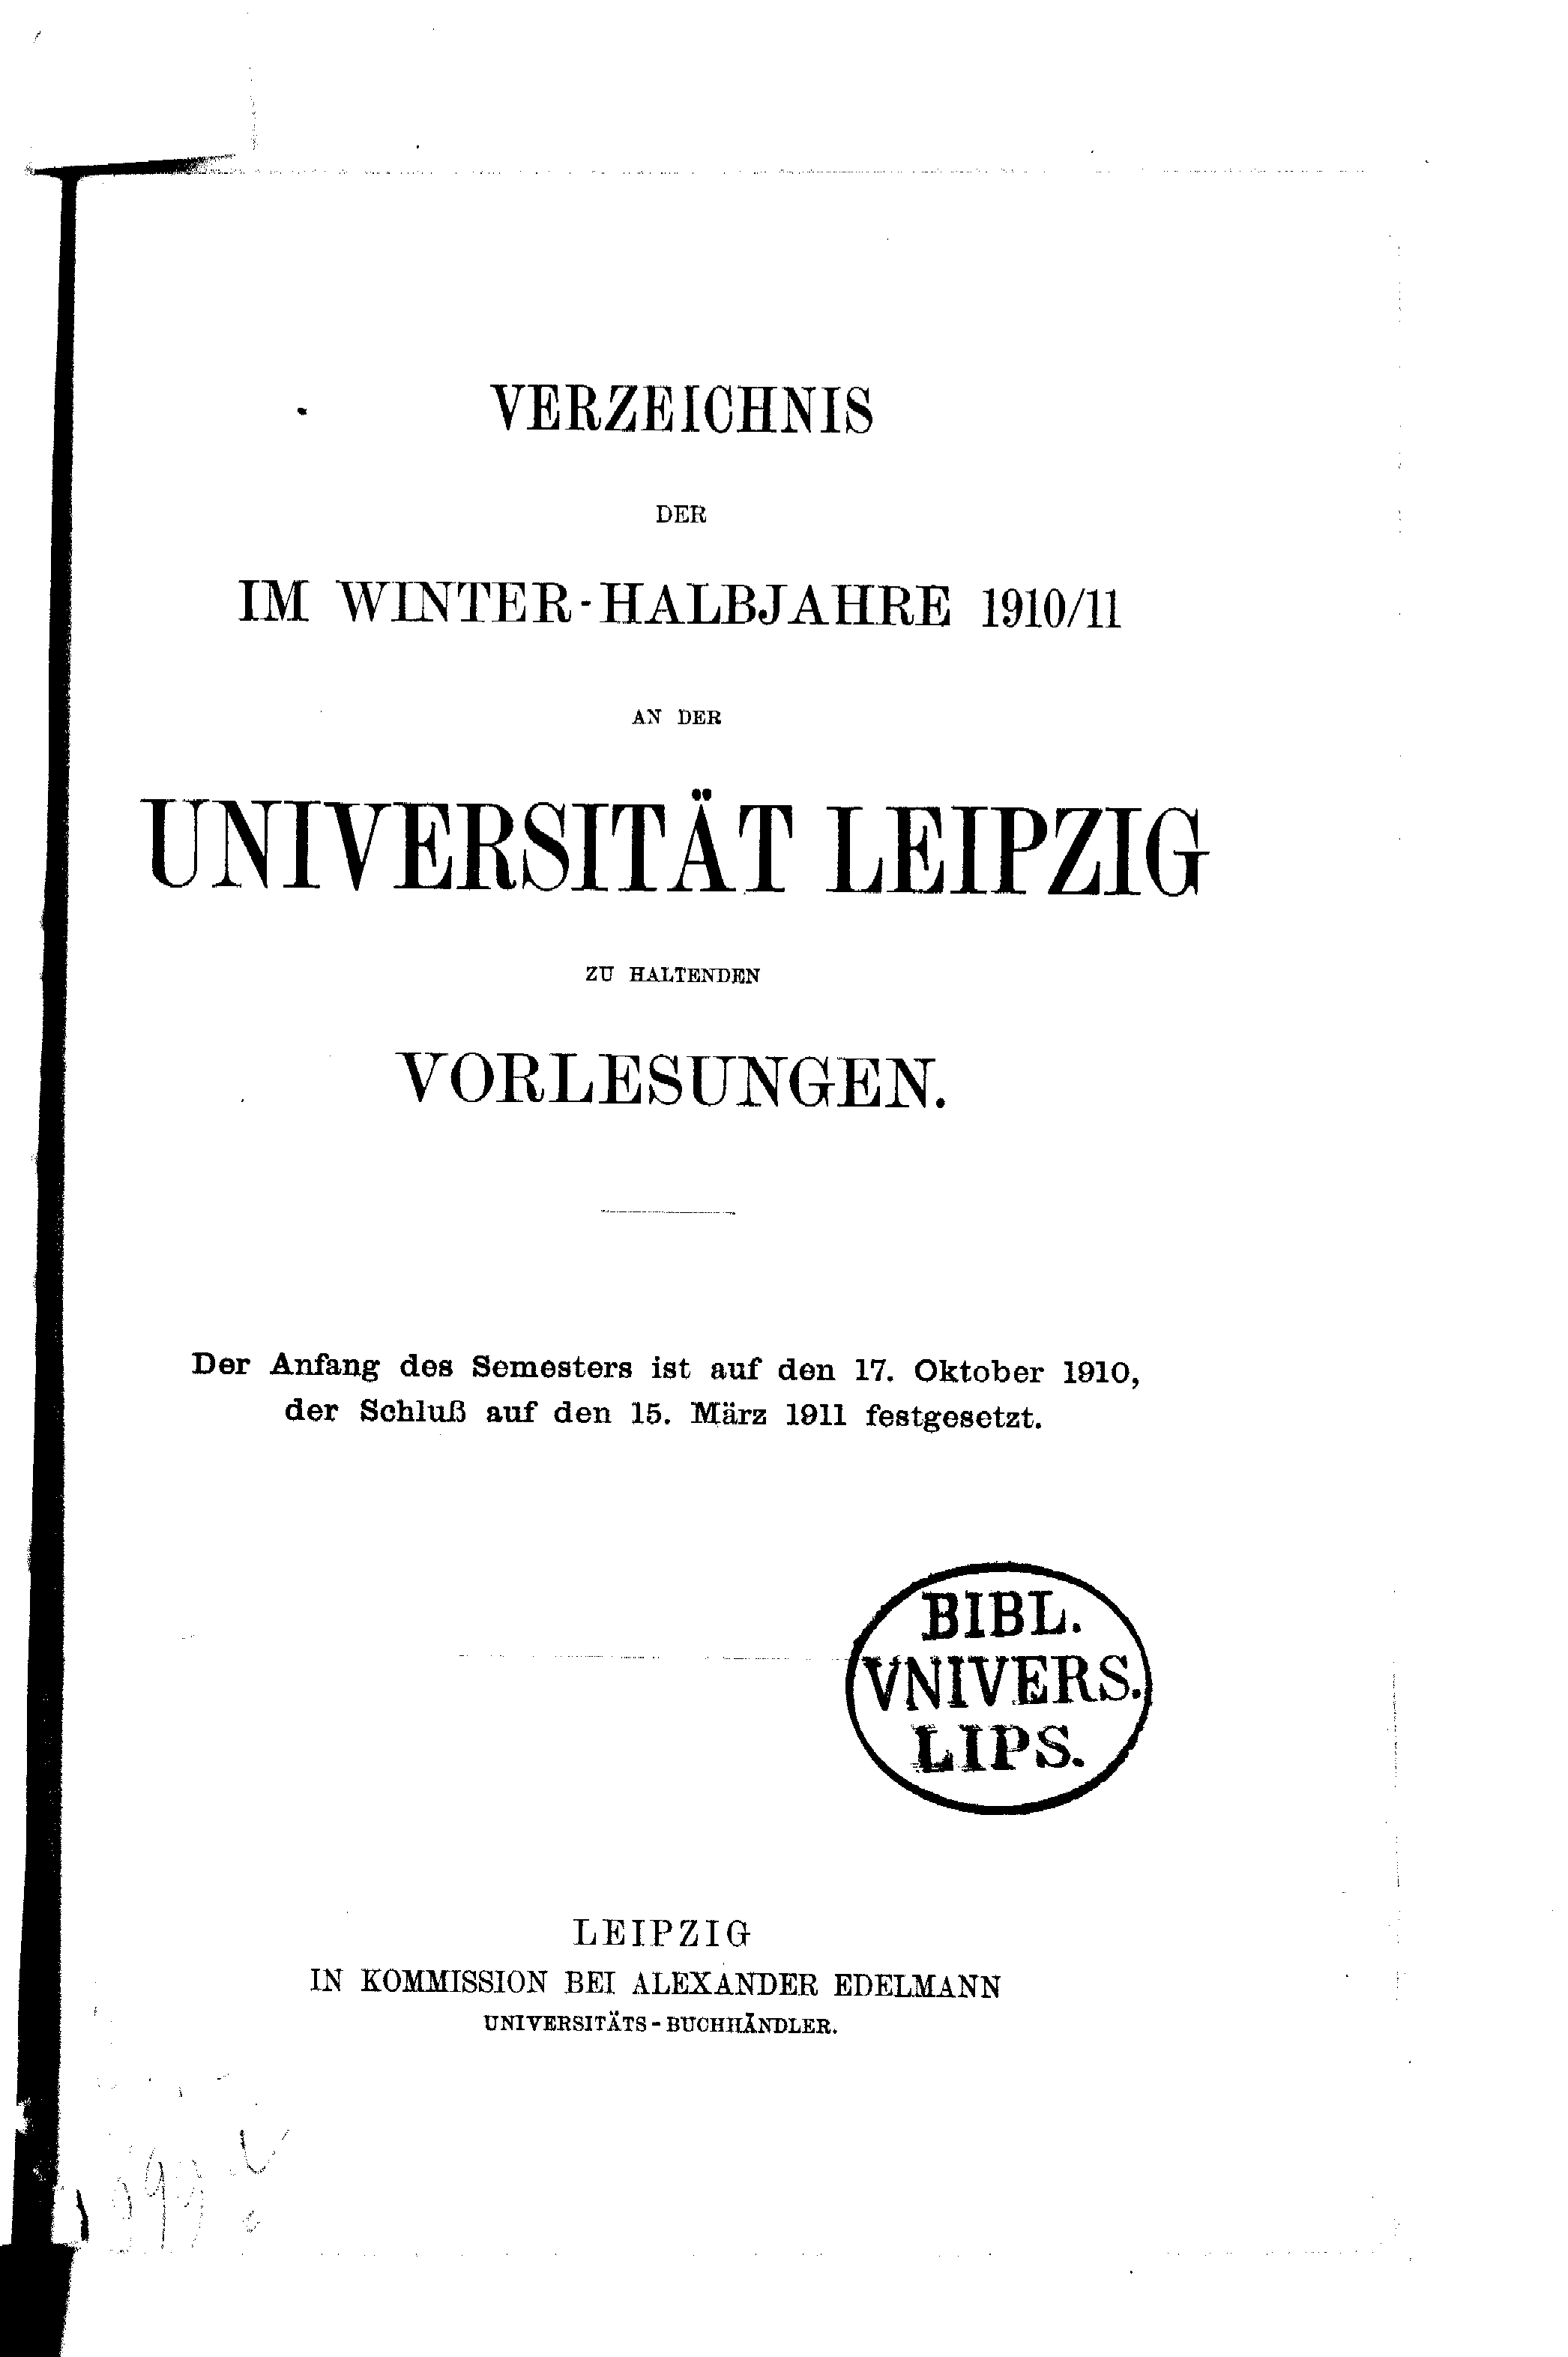 VERZEICHNIS
DER
IM WINTER-HALBJAHRE 1910/11
AN DER
UNIVERSITÄT LEIPZIG
ZU HALTENDEN
VORLESUNGEN.
Der Anfang des Semesters ist auf den 17. Oktober 1910,
der Schluß auf den 15. März 1911 festgesetzt.
BIBL.
VNIVERS.
LIPS.
LEIPZIG
IN KOMMISSION BEI ALEXANDER EDELMANN
UNIVERSITÄTS-BUCHHÄNDLER.